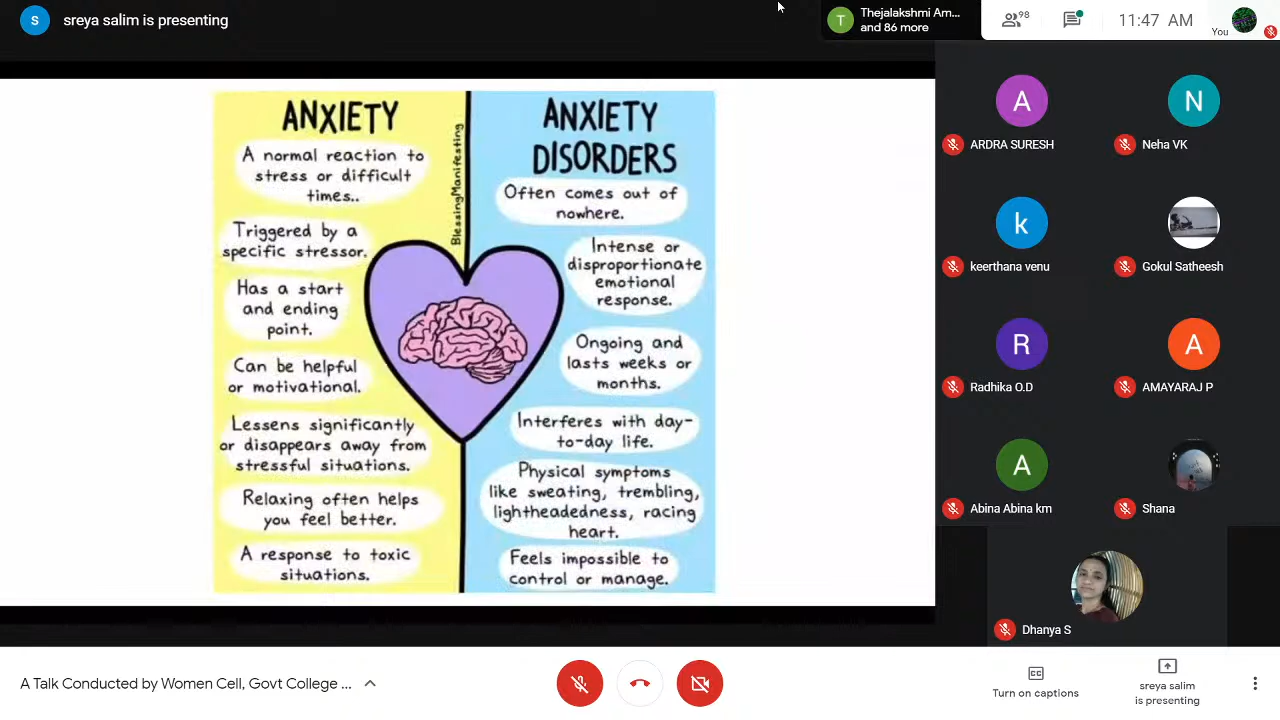 S
sreya salim is presenting
T
Thejalakshmi Am...
and 86 more
98
11:47 AM
You
ANXIETY
A normal reaction to
stress or difficult
times..
Triggered by a
specific stressor.
Has a start
and ending
point.
Can be helpful
or motivational.
Lessens significantly
or disappears away from
stressful situations.
Relaxing often helps
you feel better.
A response to toxic
situations.
BlessingManifesting
ANXIETY
DISORDERS
Often comes out of
nowhere.
Intense or
disproportionate
emotional
response.
Ongoing and
lasts weeks or
months.
Interferes with day-
to-day life.
Physical symptoms
like sweating, trembling,
lightheadedness, racing
heart.
Feels impossible to
control or manage.
A
ARDRA SURESH
N
Neha VK
k
keerthana venu
Gokul Satheesh
R
Radhika O.D
A
AMAYARAJ P
A
Abina Abina km
Shana
Dhanya S
A Talk Conducted by Women Cell, Govt College ...
Turn on captions
sreya salim
is presenting